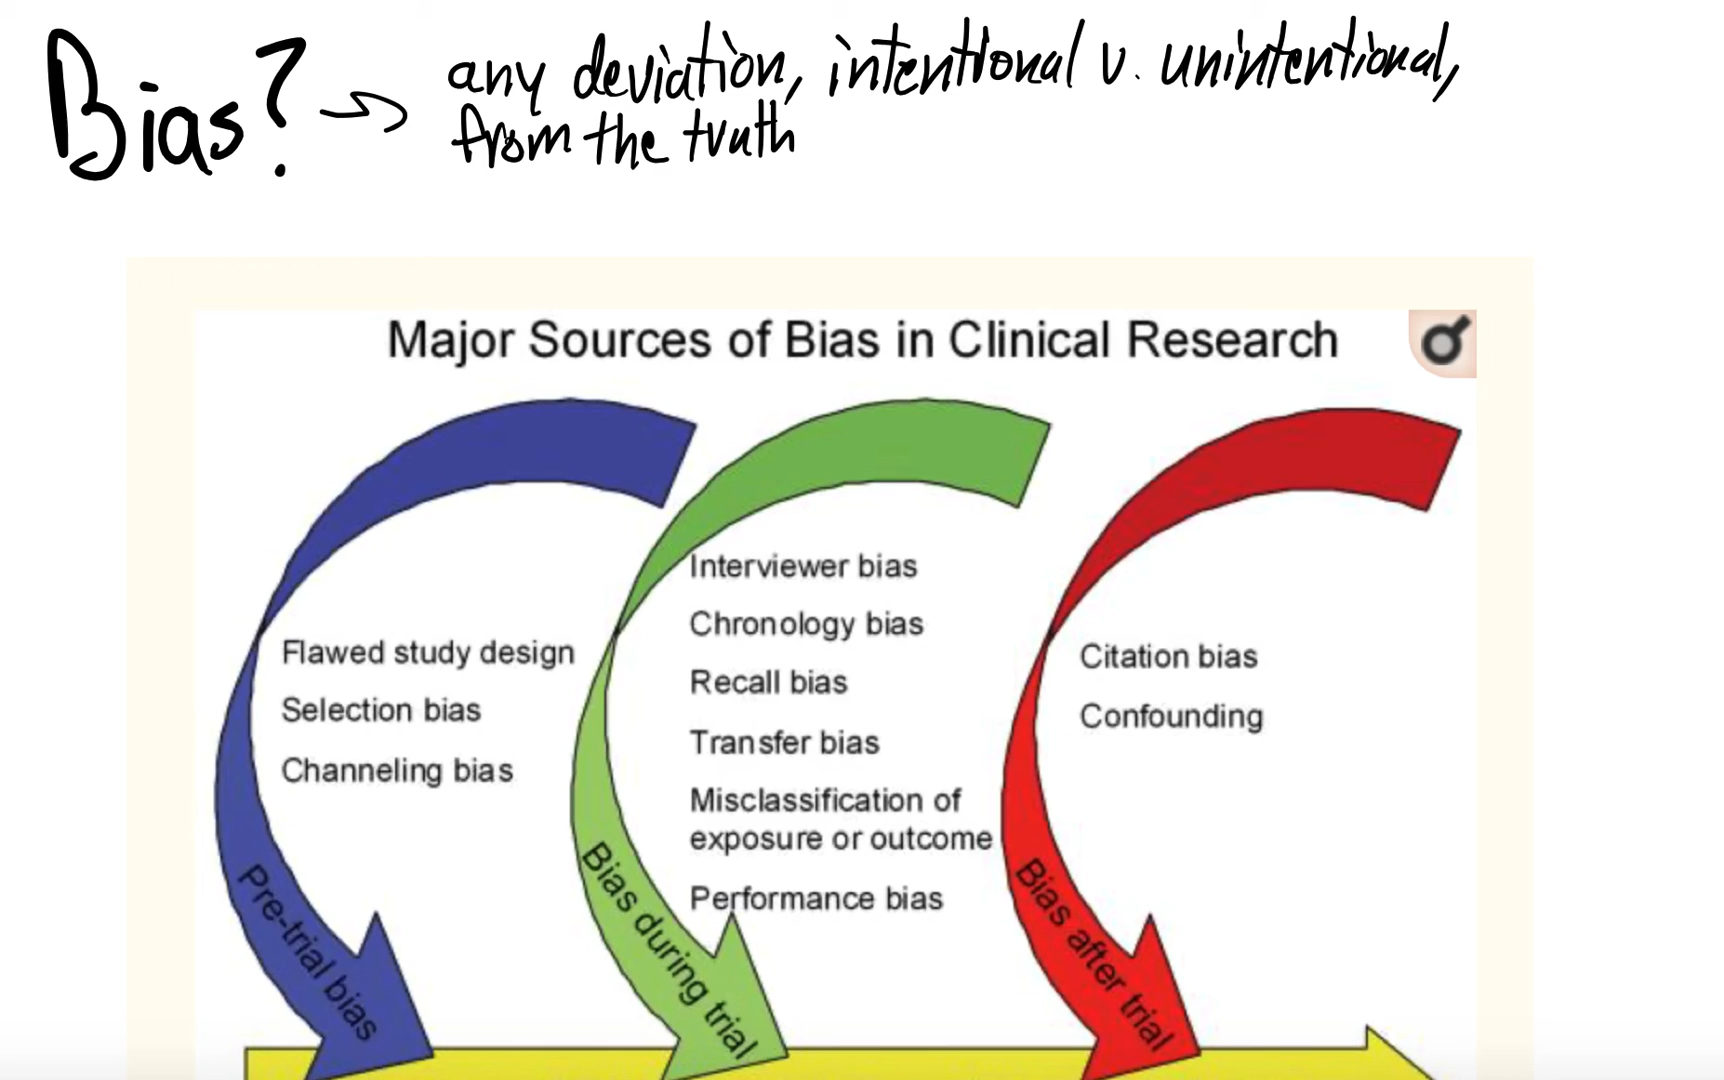 Bias? any deviation, intentional v. unintentional,
from the truth
Major Sources of Bias in Clinical Research
Flawed study design
Selection bias
Channeling bias
Pre-trial bias
Interviewer bias
Chronology bias
Recall bias
Transfer bias
Misclassification of
exposure or outcome
Performance bias
Bias during trial
Citation bias
Confounding
Bias after trial